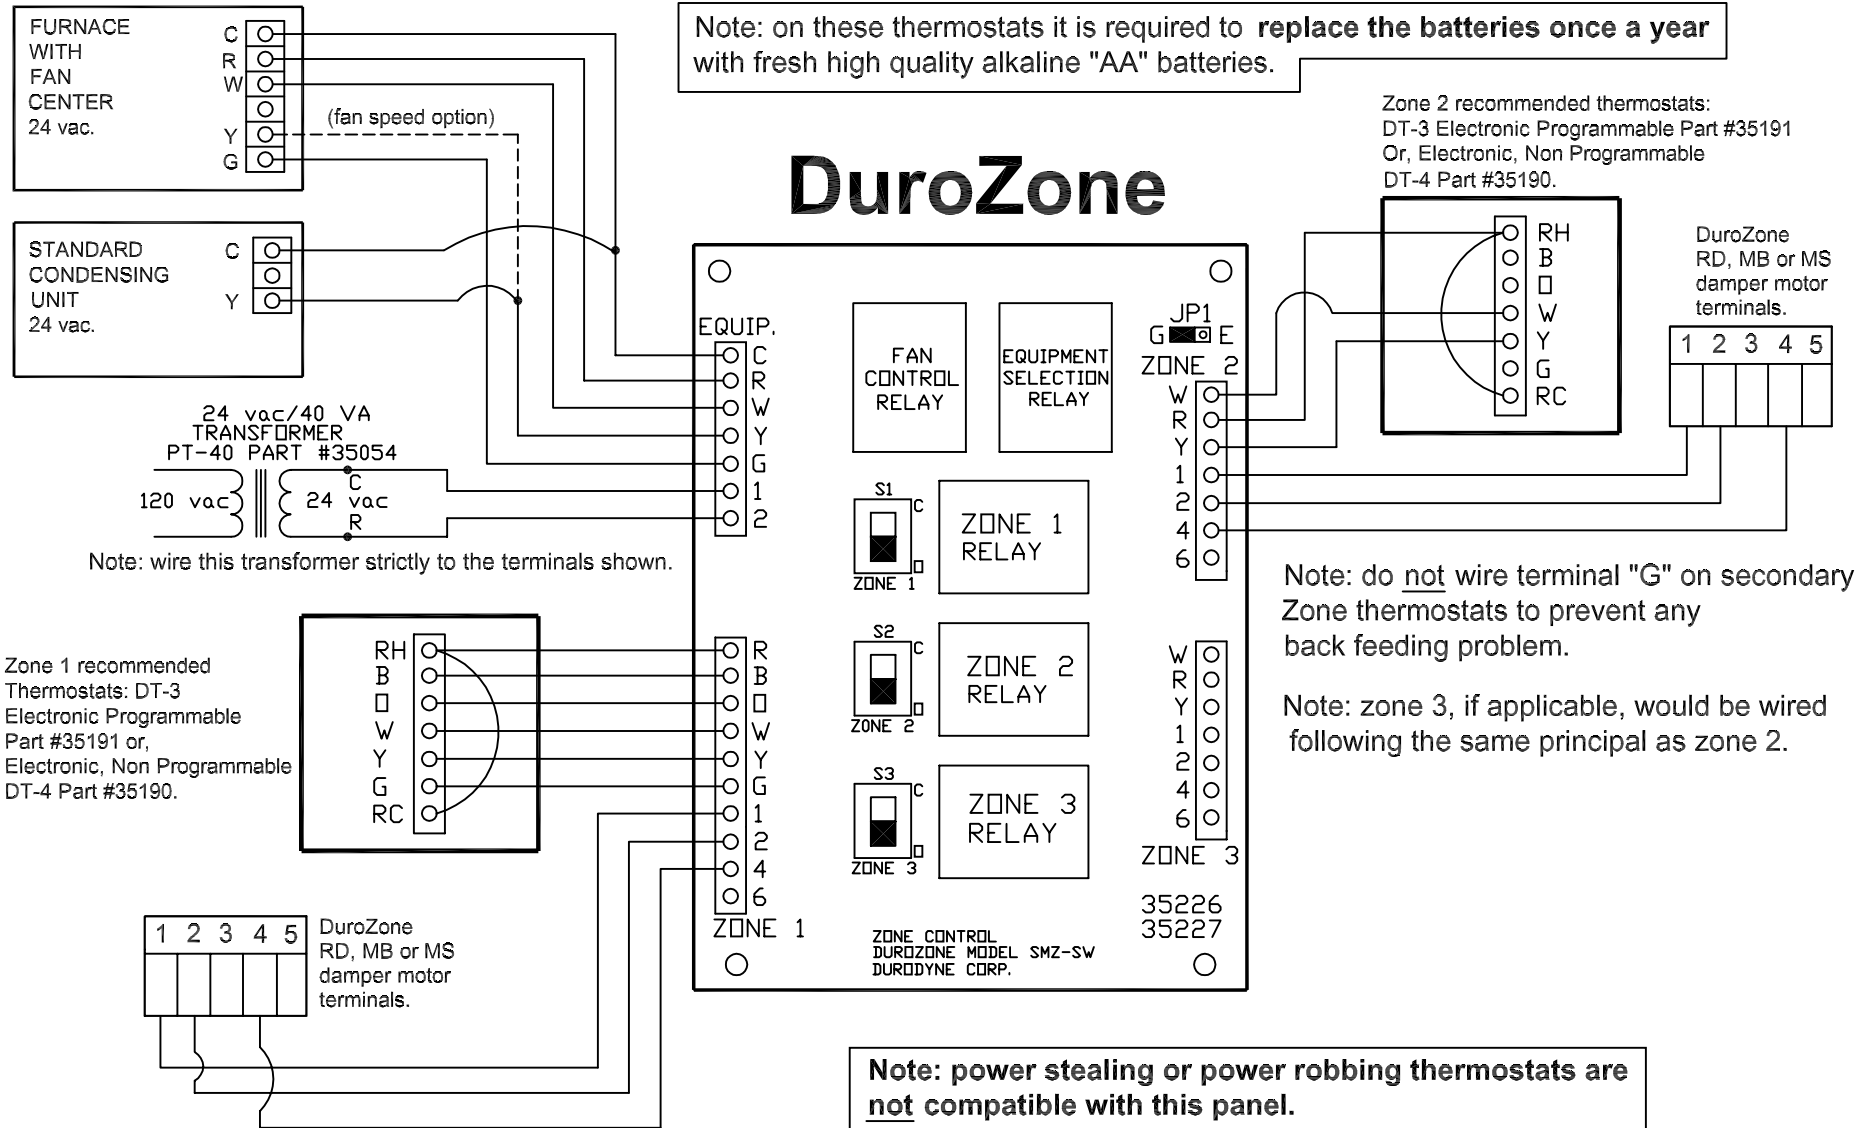 FURNACE
WITH
FAN
CENTER
24 vac.
C
R
W
Y
G
(fan speed option)
Note: on these thermostats it is required to replace the batteries once a year
with fresh high quality alkaline "AA" batteries.
DuroZone
Zone 2 recommended thermostats:
DT-3 Electronic Programmable Part #35191
Or, Electronic, Non Programmable
DT-4 Part #35190.
STANDARD
CONDENSING
UNIT
24 vac.
C
Y
24 vac/40 VA
TRANSFORMER
PT-40 PART #35054
120 vac
C
24 vac
R
Note: wire this transformer strictly to the terminals shown.
EQUIP.
C
R
W
Y
G
1
2
FAN
CONTROL
RELAY
EQUIPMENT
SELECTION
RELAY
JP1
G E
ZONE 2
W
R
Y
1
2
4
6
RH
B
O
W
Y
G
RC
DuroZone
RD, MB or MS
damper motor
terminals.
1 2 3 4 5
S1
C
O
ZONE 1
ZONE 1
RELAY
S2
C
O
ZONE 2
ZONE 2
RELAY
S3
C
O
ZONE 3
ZONE 3
RELAY
Note: do not wire terminal "G" on secondary
Zone thermostats to prevent any
back feeding problem.
Note: zone 3, if applicable, would be wired
following the same principal as zone 2.
Zone 1 recommended
Thermostats: DT-3
Electronic Programmable
Part #35191 or,
Electronic, Non Programmable
DT-4 Part #35190.
RH
B
O
W
Y
G
RC
R
B
O
W
Y
G
1
2
4
6
ZONE 1
W
R
Y
1
2
4
6
ZONE 3
35226
35227
ZONE CONTROL
DUROZONE MODEL SMZ-SW
DURODYNE CORP.
1 2 3 4 5
DuroZone
RD, MB or MS
damper motor
terminals.
Note: power stealing or power robbing thermostats are
not compatible with this panel.